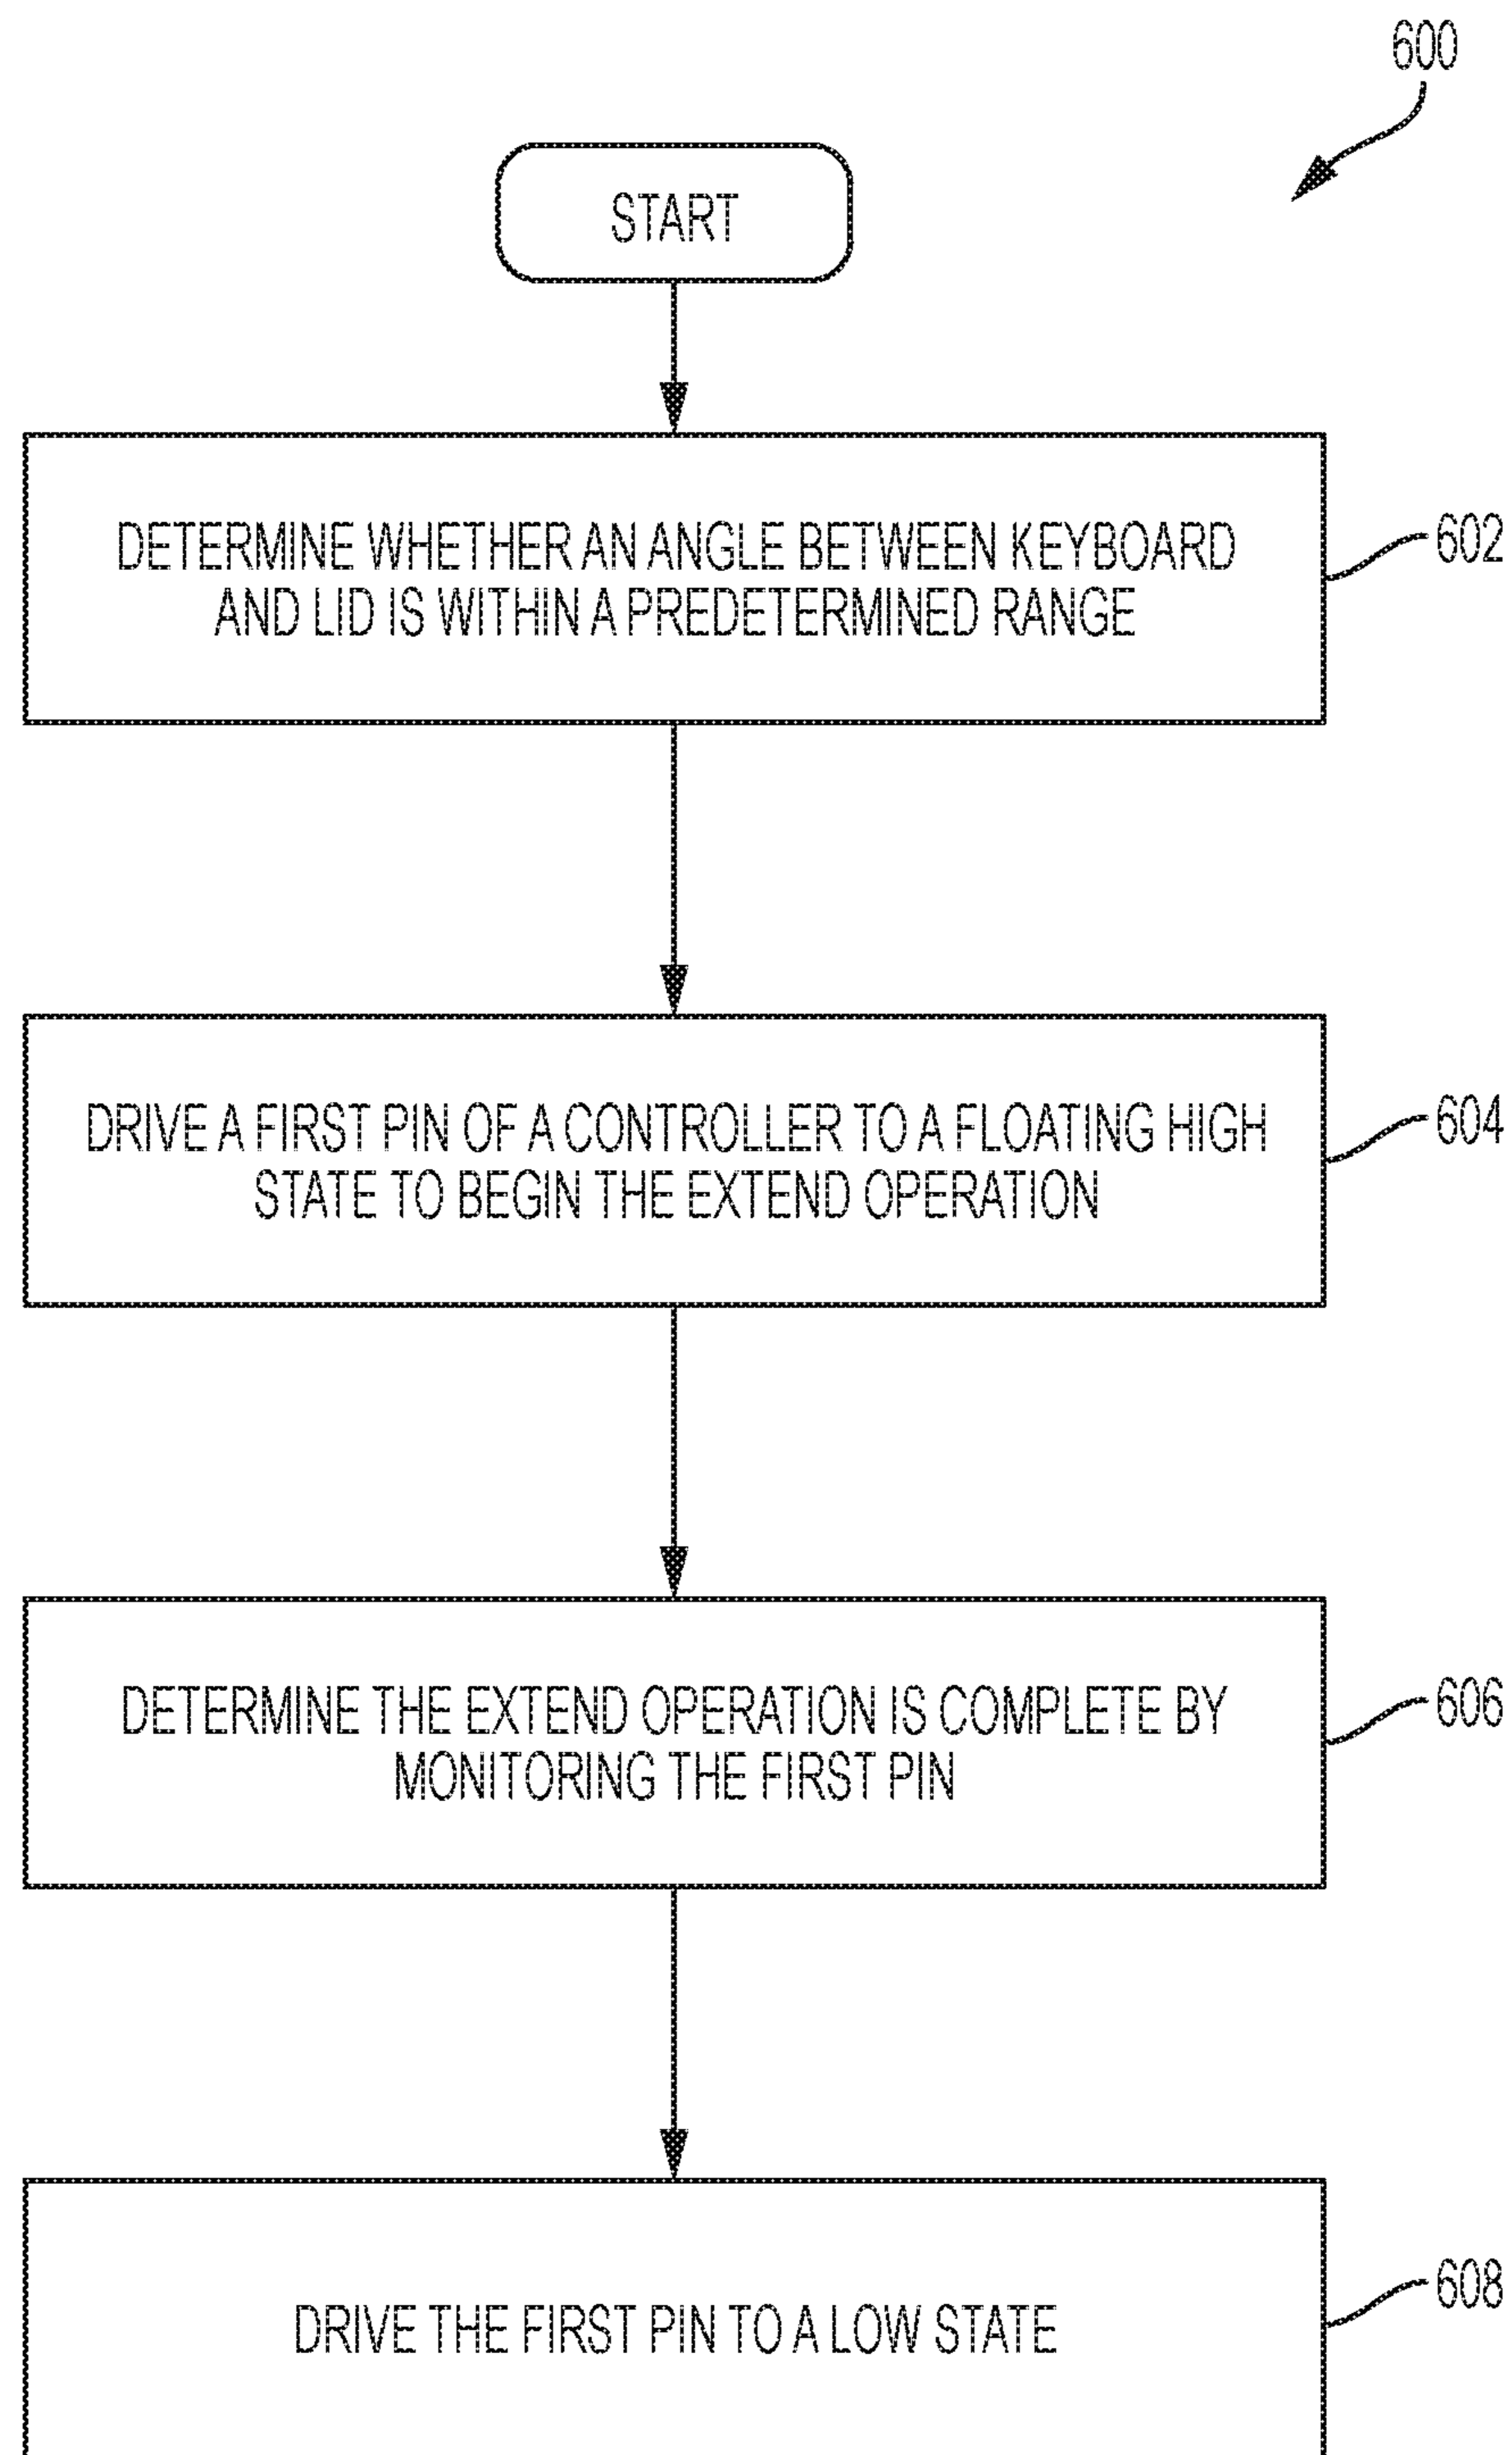 600
START
DETERMINE WHETHER AN ANGLE BETWEEN KEYBOARD
AND LID IS WITHIN A PREDETERMINED RANGE
602
DRIVE A FIRST PIN OF A CONTROLLER TO A FLOATING HIGH
STATE TO BEGIN THE EXTEND OPERATION
604
DETERMINE THE EXTEND OPERATION IS COMPLETE BY
MONITORING THE FIRST PIN
606
DRIVE THE FIRST PIN TO A LOW STATE
608